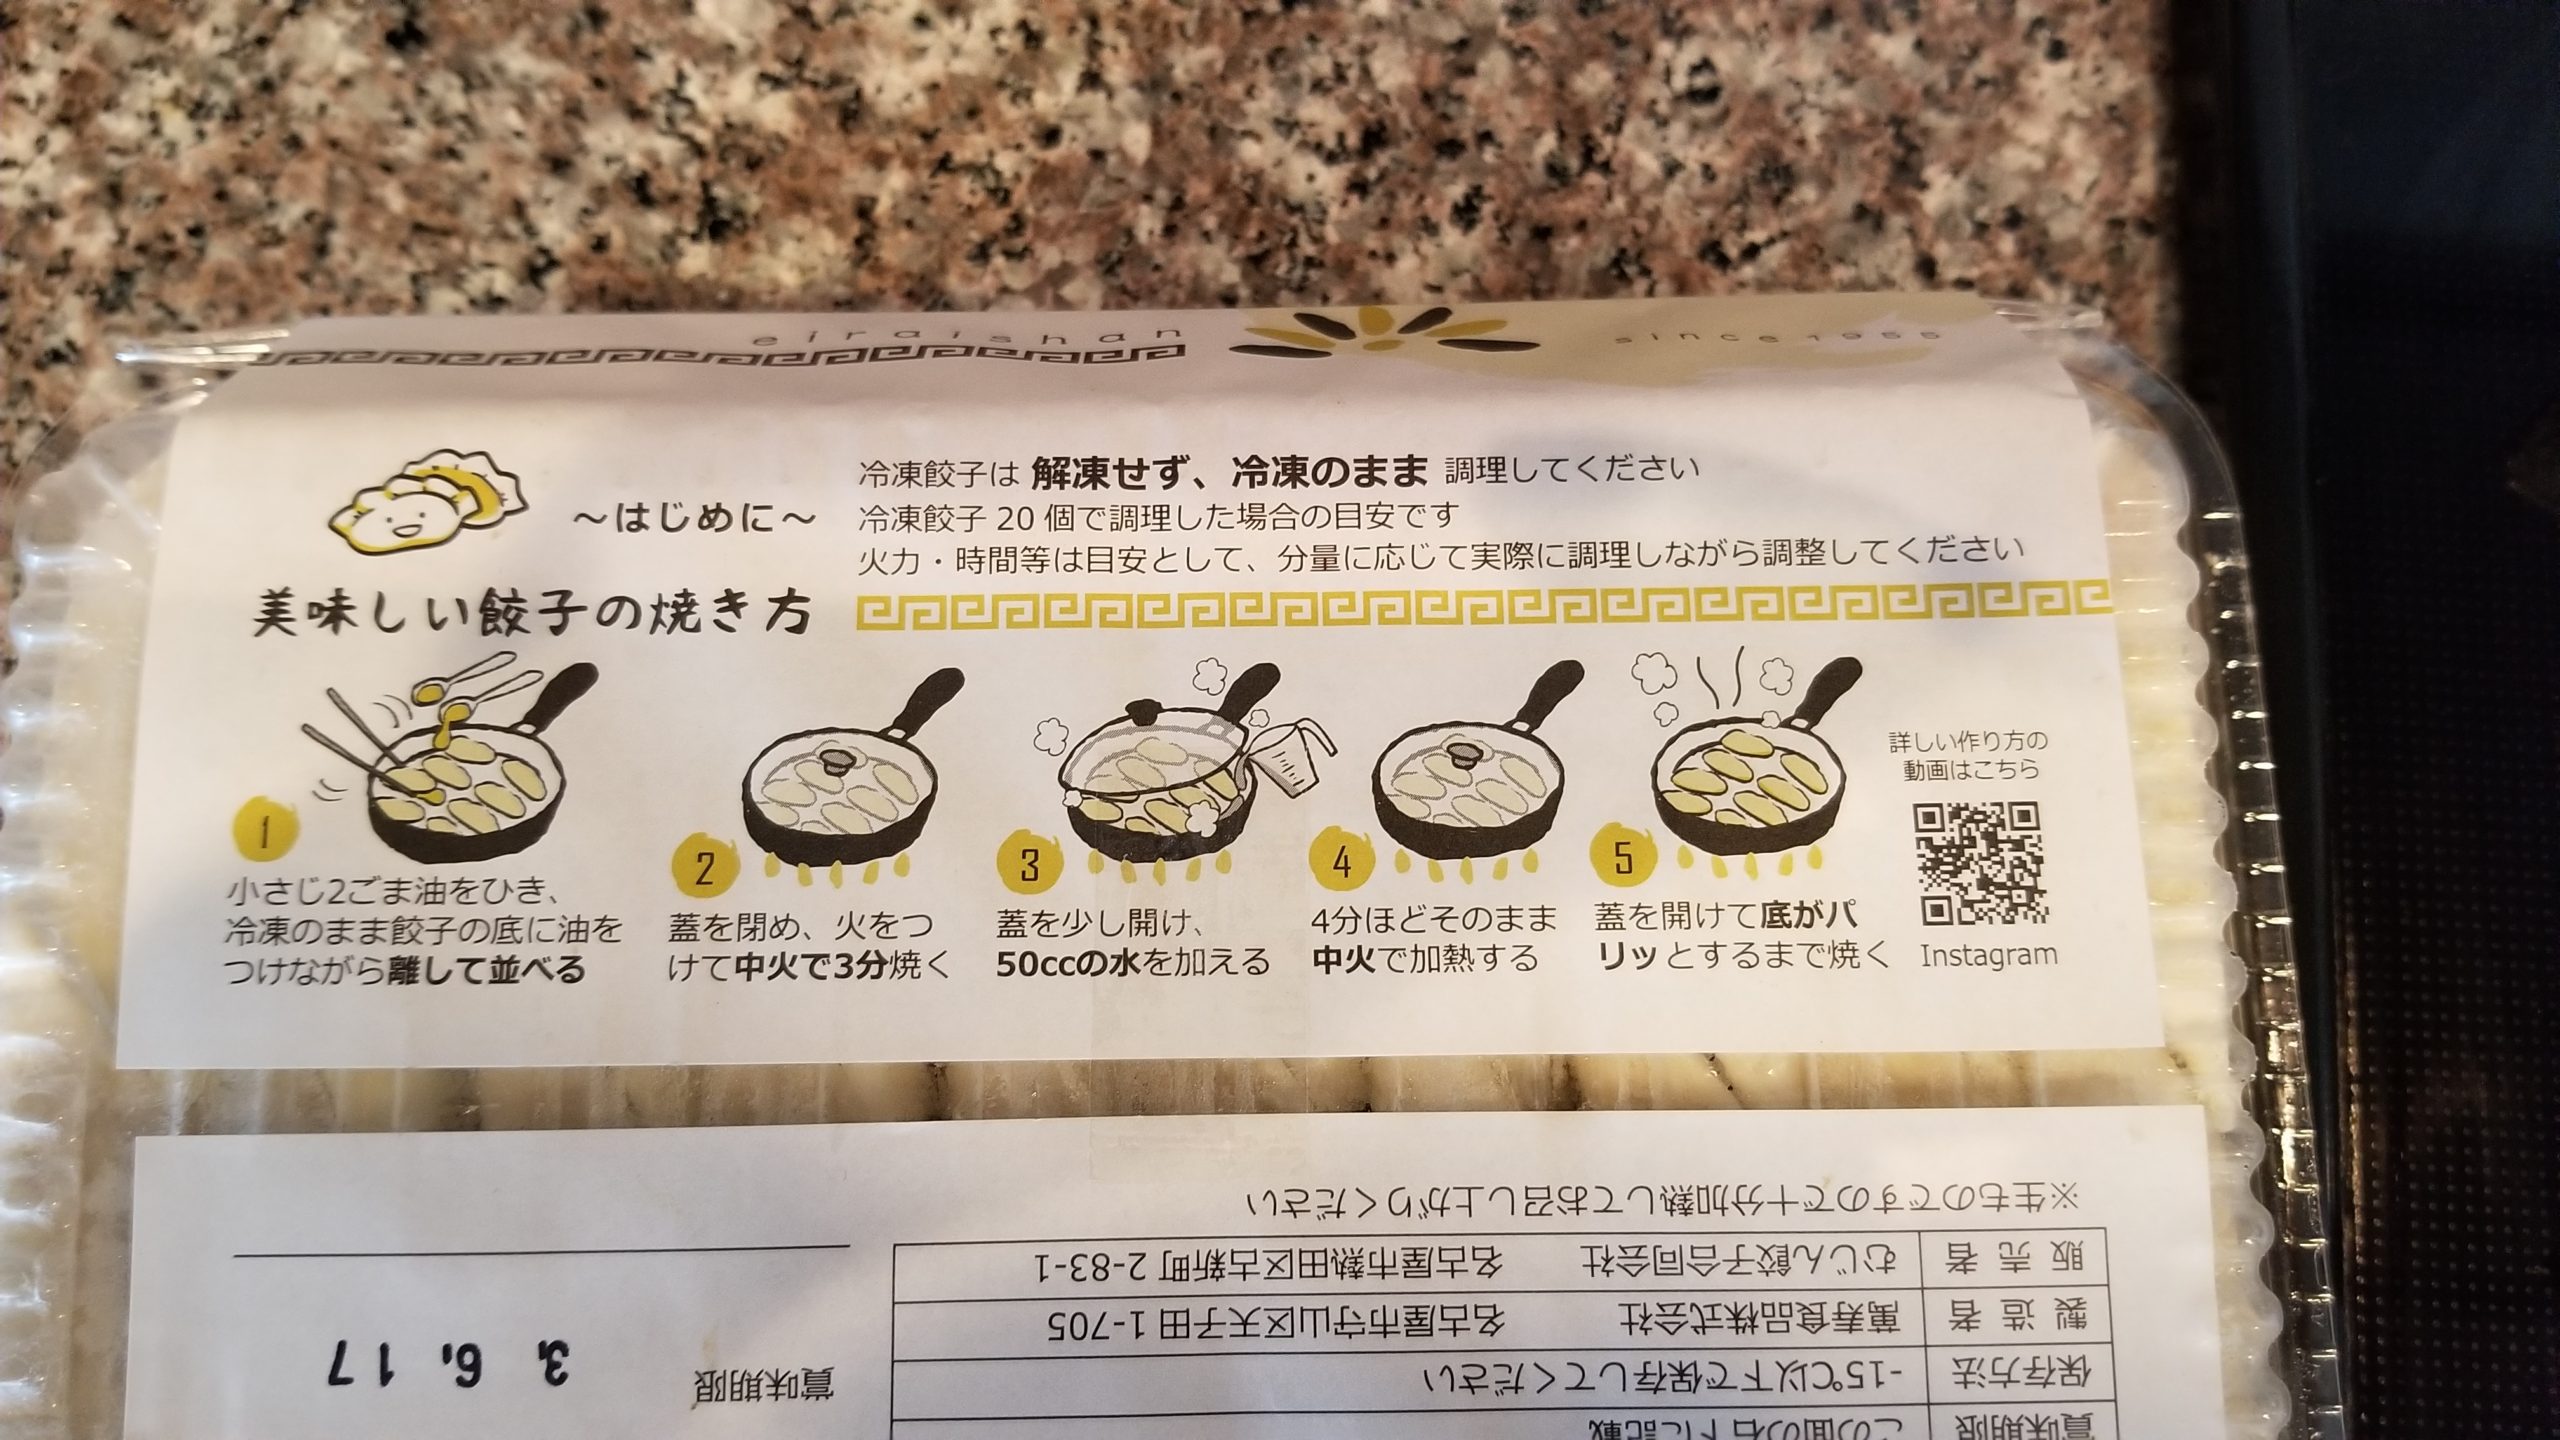 eiraishan
since1955
冷凍餃子は 解凍せず、冷凍のまま 調理してください
～はじめに～
冷凍餃子 20 個で調理した場合の目安です
火力・時間等は目安として、分量に応じて実際に調理しながら調整してください
美味しい餃子の焼き方
1
小さじ2ごま油をひき、
冷凍のまま餃子の底に油を
つけながら離して並べる
2
蓋を閉め、火をつ
けて中火で3分焼く
3
蓋を少し開け、
50ccの水を加える
4
4分ほどそのまま
中火で加熱する
5
蓋を開けて底がパ
リッとするまで焼く
詳しい作り方の
動画はこちら
Instagram
※生ものですので十分加熱してお召し上がりください
販売者 むじん餃子合同会社 名古屋市熱田区古新町 2-83-1
製造者 萬寿食品株式会社 名古屋市守山区天子田 1-705
保存方法 -15℃以下で保存してください
賞味期限 この面の右下に記載
賞味期限 3. 6. 17